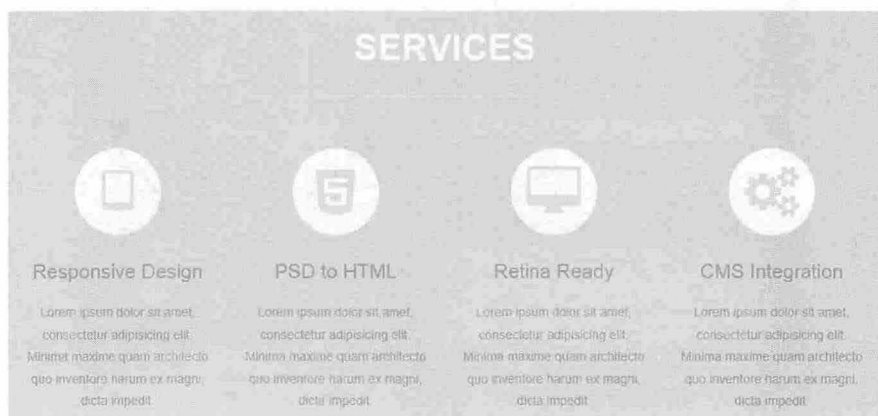 SERVICES
5
Responsive Design
PSD to HTML
Retina Ready
CMS Integration
Lorem ipsum dolor sit amet,
consectetur adipisicing elit.
Minima maxime quam architecto
quo inventore harum ex magni,
dicta impedit.
Lorem ipsum dolor sit amet,
consectetur adipisicing elit.
Minima maxime quam architecto
quo inventore harum ex magni,
dicta impedit.
Lorem ipsum dolor sit amet,
consectetur adipisicing elit.
Minima maxime quam architecto
quo inventore harum ex magni,
dicta impedit.
Lorem ipsum dolor sit amet,
consectetur adipisicing elit.
Minima maxime quam architecto
quo inventore harum ex magni,
dicta impedit.